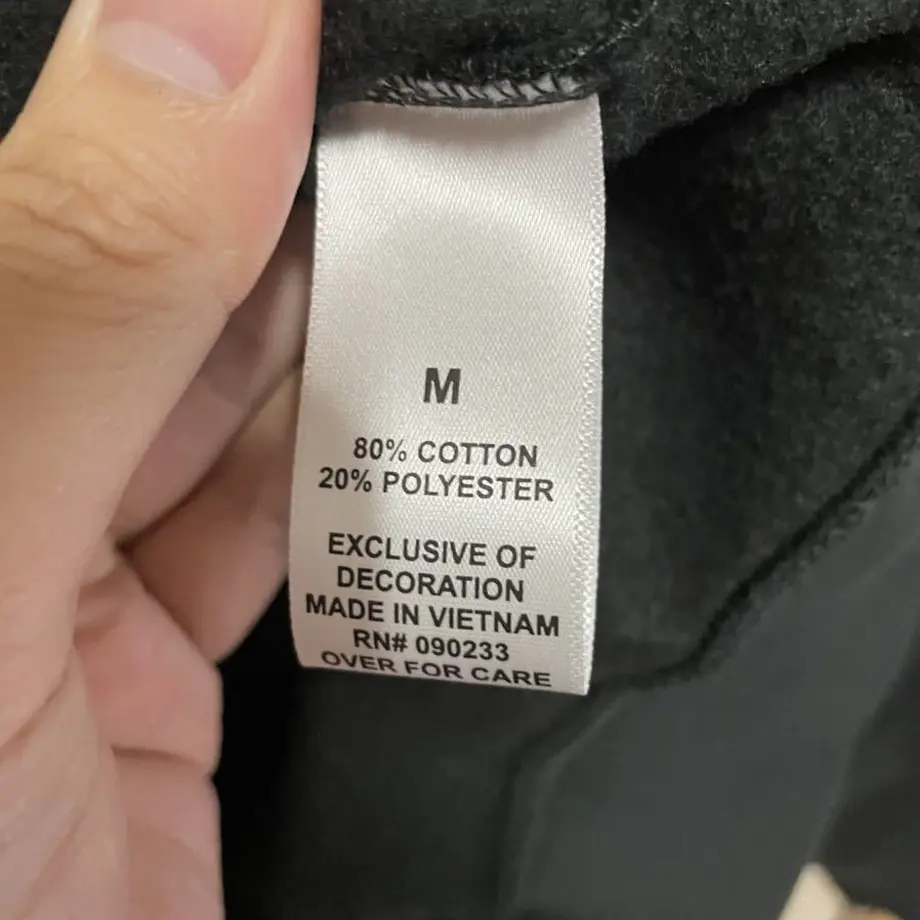 M
80% COTTON
20% POLYESTER
EXCLUSIVE OF
DECORATION
MADE IN VIETNAM
RN# 090233
OVER FOR CARE